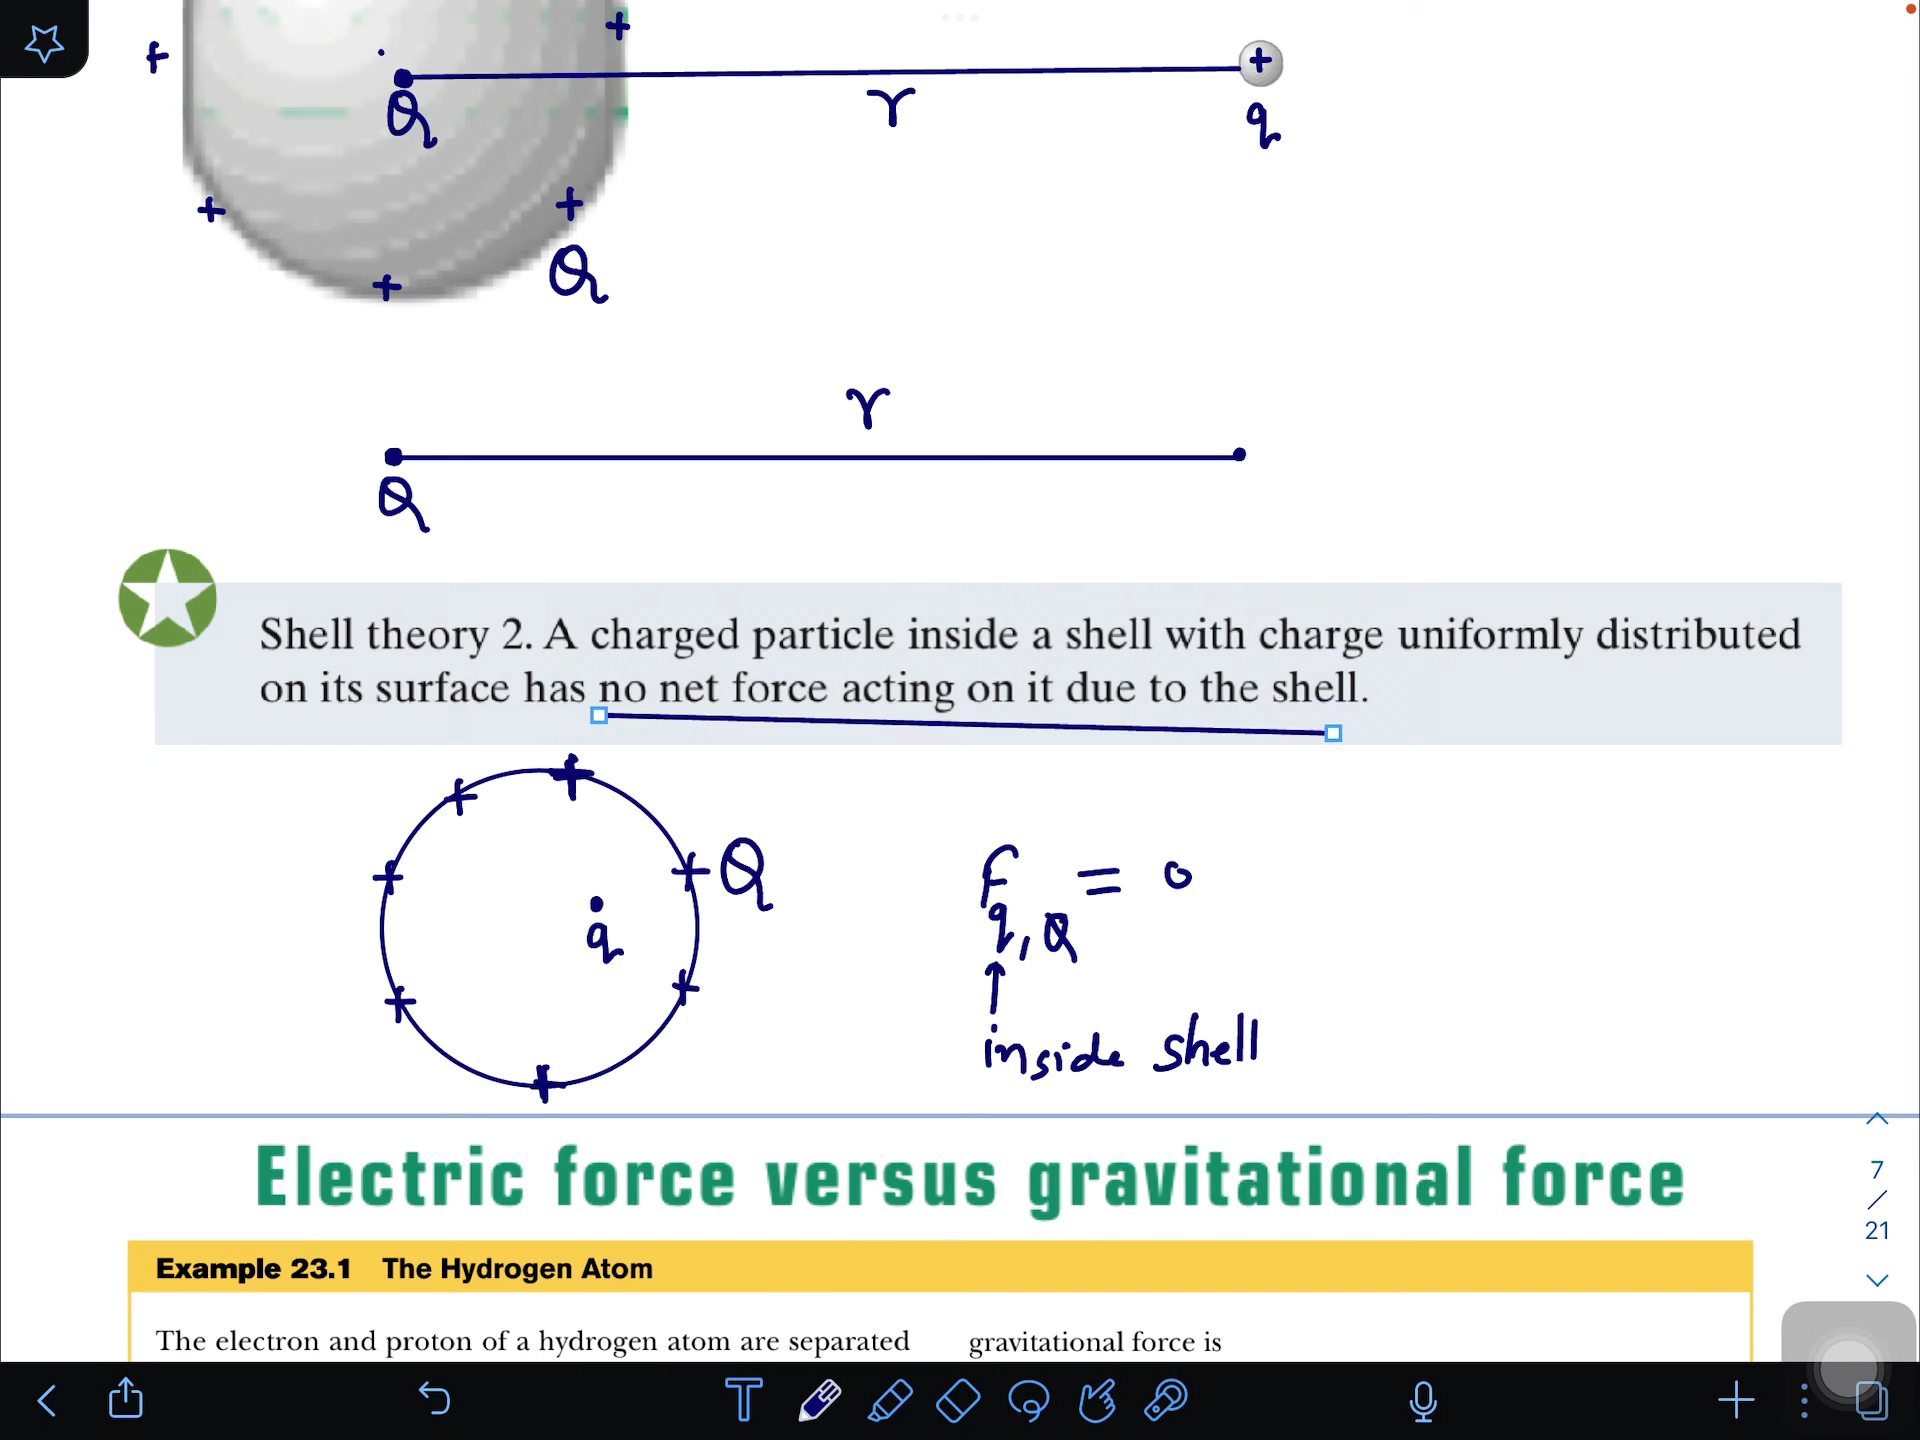 +
+
+
Q
r
q
+
+
Q
+
r
Q
Shell theory 2. A charged particle inside a shell with charge uniformly distributed
on its surface has no net force acting on it due to the shell.
+
+
+
+ Q
q
+
+
+
F = 0
q, Q
↑
inside shell
Electric force versus gravitational force
7
/
21
Example 23.1 The Hydrogen Atom
The electron and proton of a hydrogen atom are separated
gravitational force is